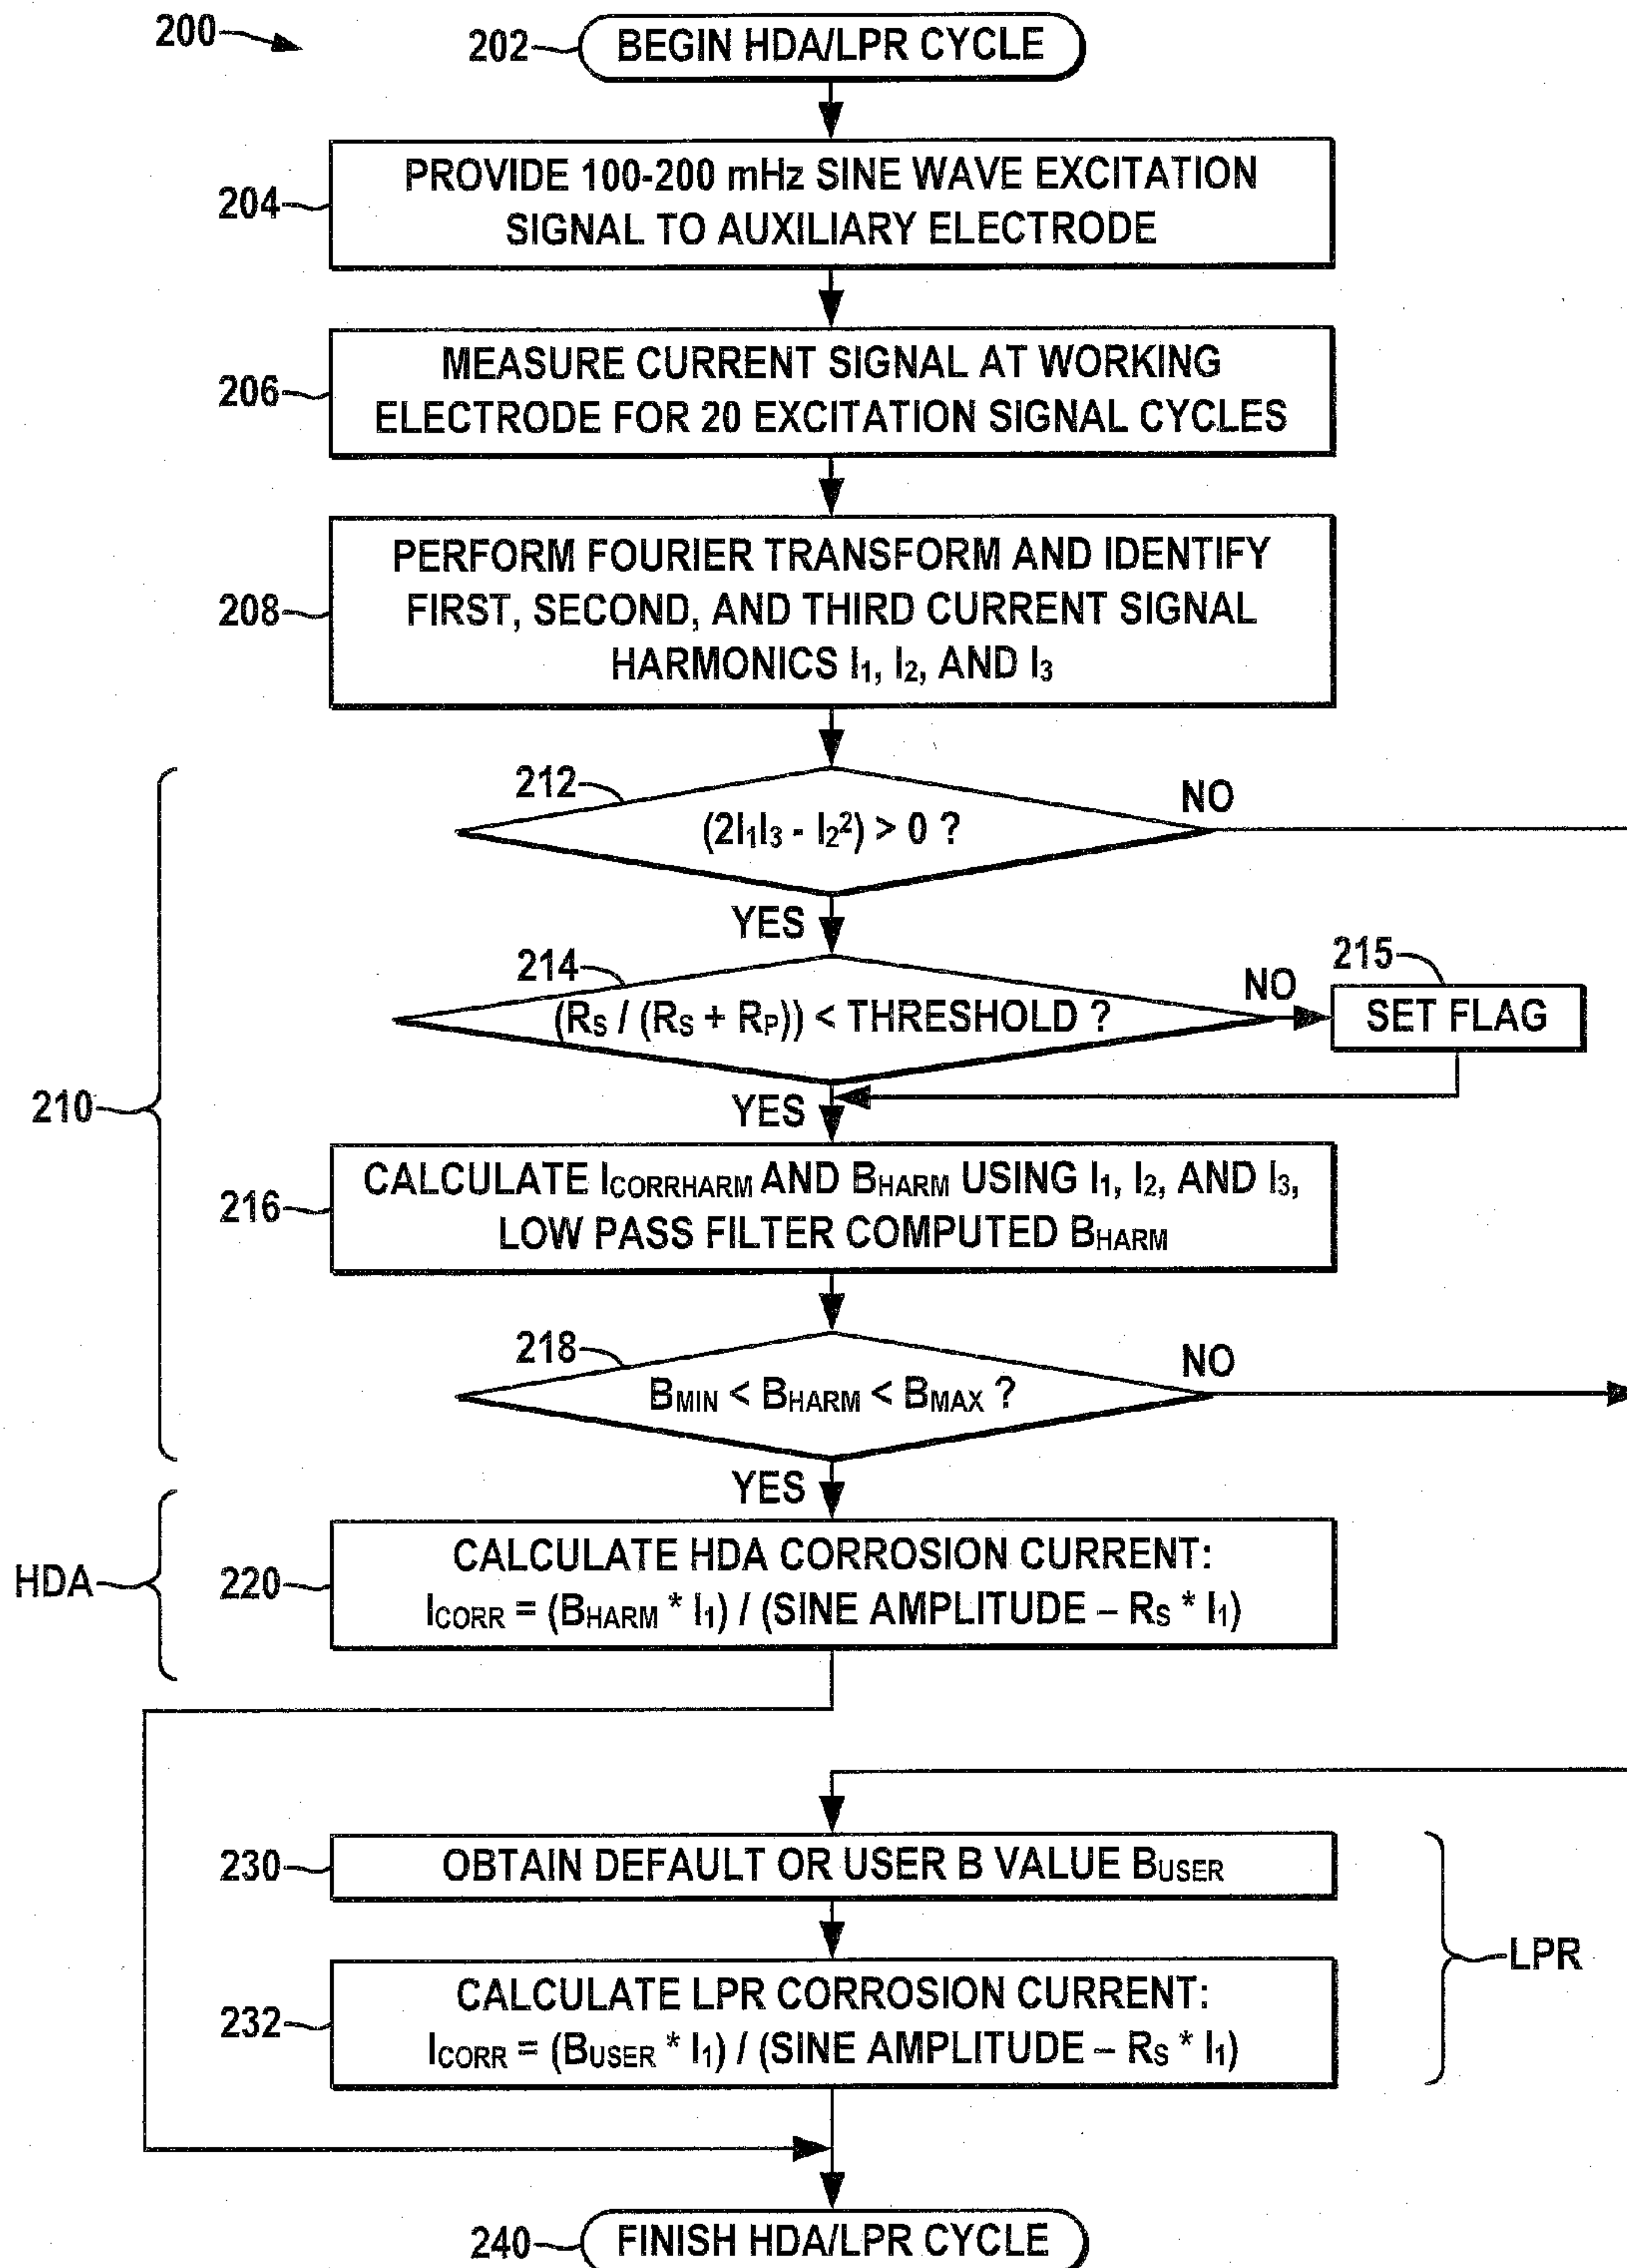 200
202
BEGIN HDA/LPR CYCLE
204
PROVIDE 100-200 mHz SINE WAVE EXCITATION
SIGNAL TO AUXILIARY ELECTRODE
206
MEASURE CURRENT SIGNAL AT WORKING
ELECTRODE FOR 20 EXCITATION SIGNAL CYCLES
208
PERFORM FOURIER TRANSFORM AND IDENTIFY
FIRST, SECOND, AND THIRD CURRENT SIGNAL
HARMONICS I₁, I₂, AND I₃
210
212
(2I₁I₃ - I₂²) > 0 ?
NO
YES
214
(RS / (RS + RP)) < THRESHOLD ?
NO
215
SET FLAG
YES
216
CALCULATE ICORRHARM AND BHARM USING I₁, I₂, AND I₃,
LOW PASS FILTER COMPUTED BHARM
218
BMIN < BHARM < BMAX ?
NO
YES
HDA
220
CALCULATE HDA CORROSION CURRENT:
ICORR = (BHARM * I₁) / (SINE AMPLITUDE – RS * I₁)
230
OBTAIN DEFAULT OR USER B VALUE BUSER
LPR
232
CALCULATE LPR CORROSION CURRENT:
ICORR = (BUSER * I₁) / (SINE AMPLITUDE – RS * I₁)
240
FINISH HDA/LPR CYCLE